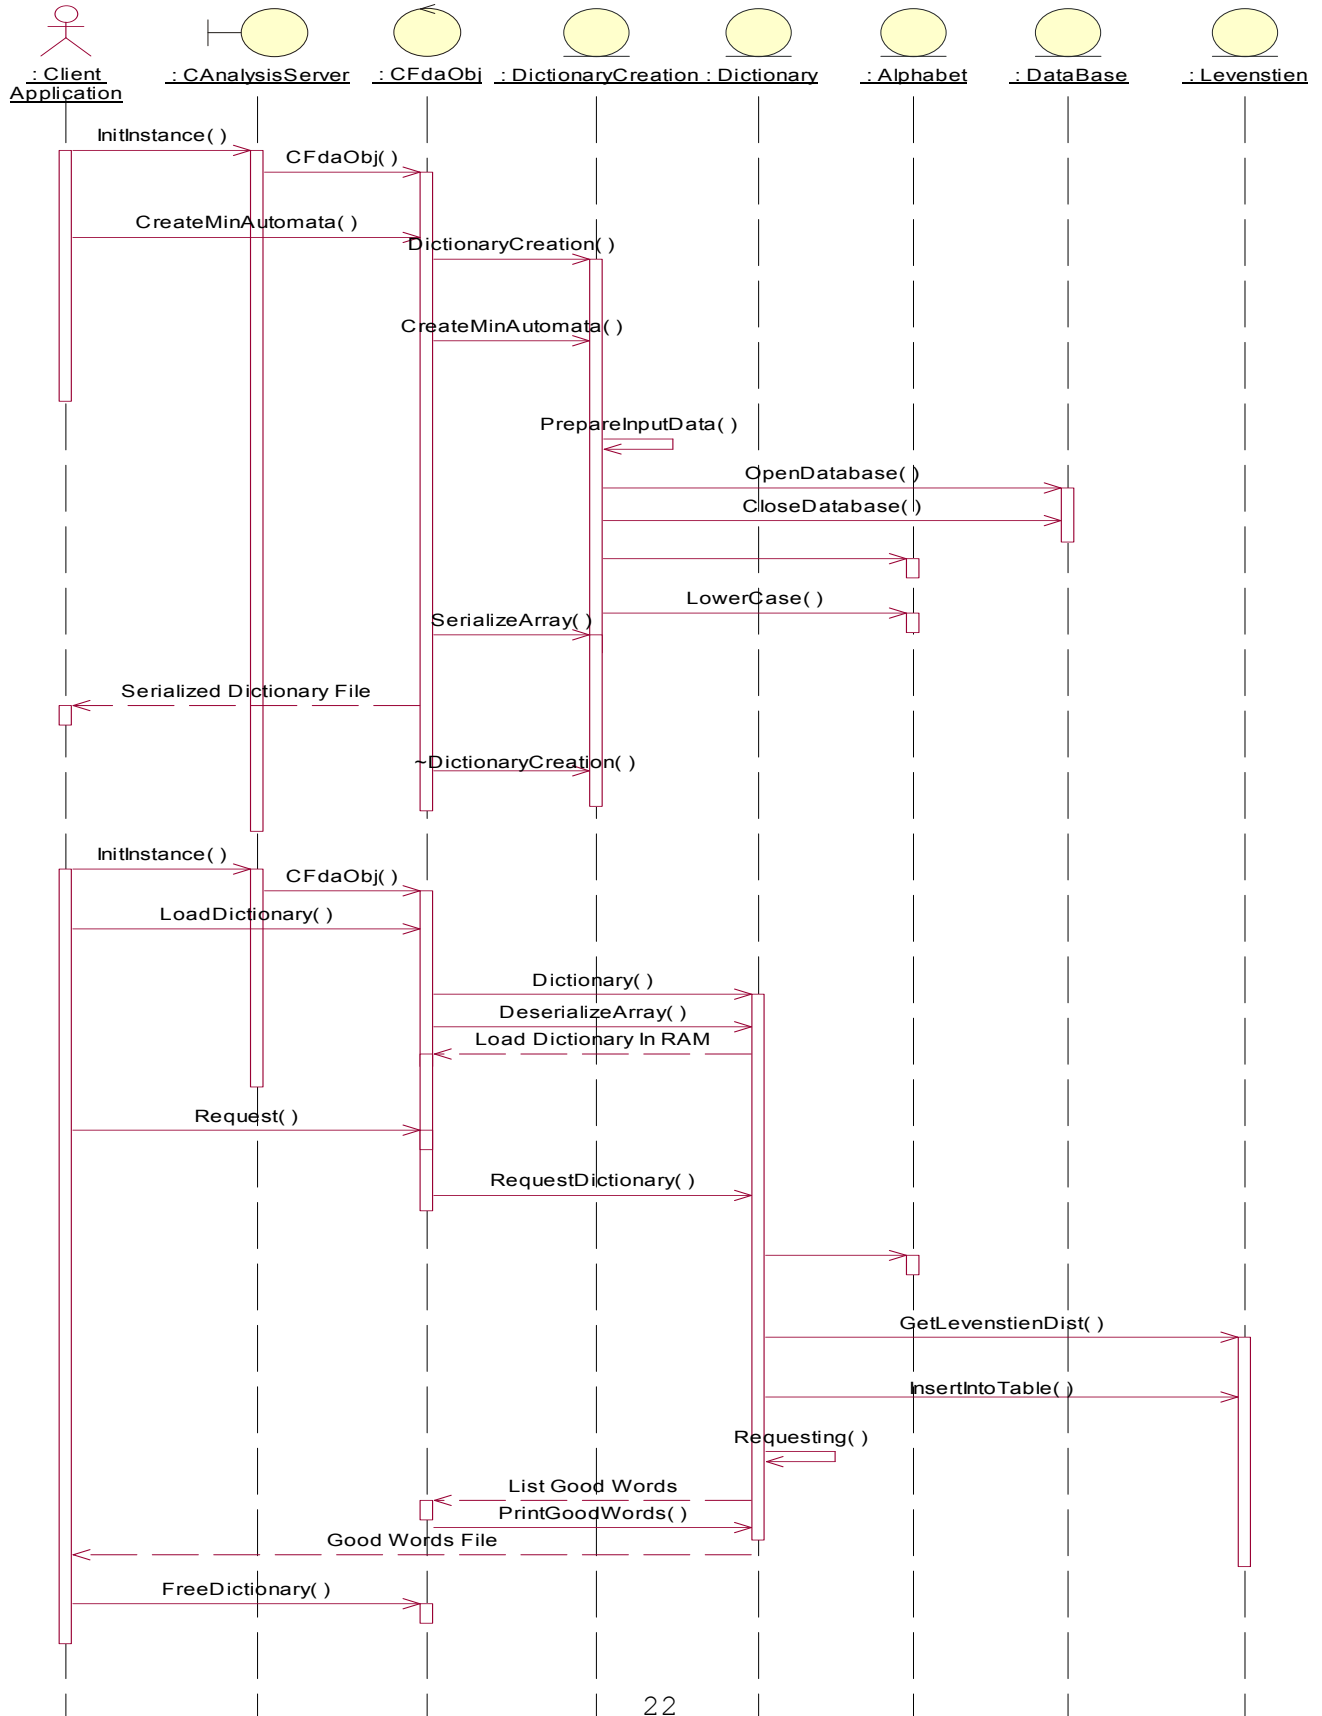 : Client
Application
: CAnalysisServer
: CFdaObj
: DictionaryCreation
: Dictionary
: Alphabet
: DataBase
: Levenstien
InitInstance( )
CFdaObj( )
CreateMinAutomata( )
DictionaryCreation( )
CreateMinAutomata( )
PrepareInputData( )
OpenDatabase( )
CloseDatabase( )
LowerCase( )
SerializeArray( )
Serialized Dictionary File
~DictionaryCreation( )
InitInstance( )
CFdaObj( )
LoadDictionary( )
Dictionary( )
DeserializeArray( )
Load Dictionary In RAM
Request( )
RequestDictionary( )
GetLevenstienDist( )
InsertIntoTable( )
Requesting( )
List Good Words
PrintGoodWords( )
Good Words File
FreeDictionary( )
22